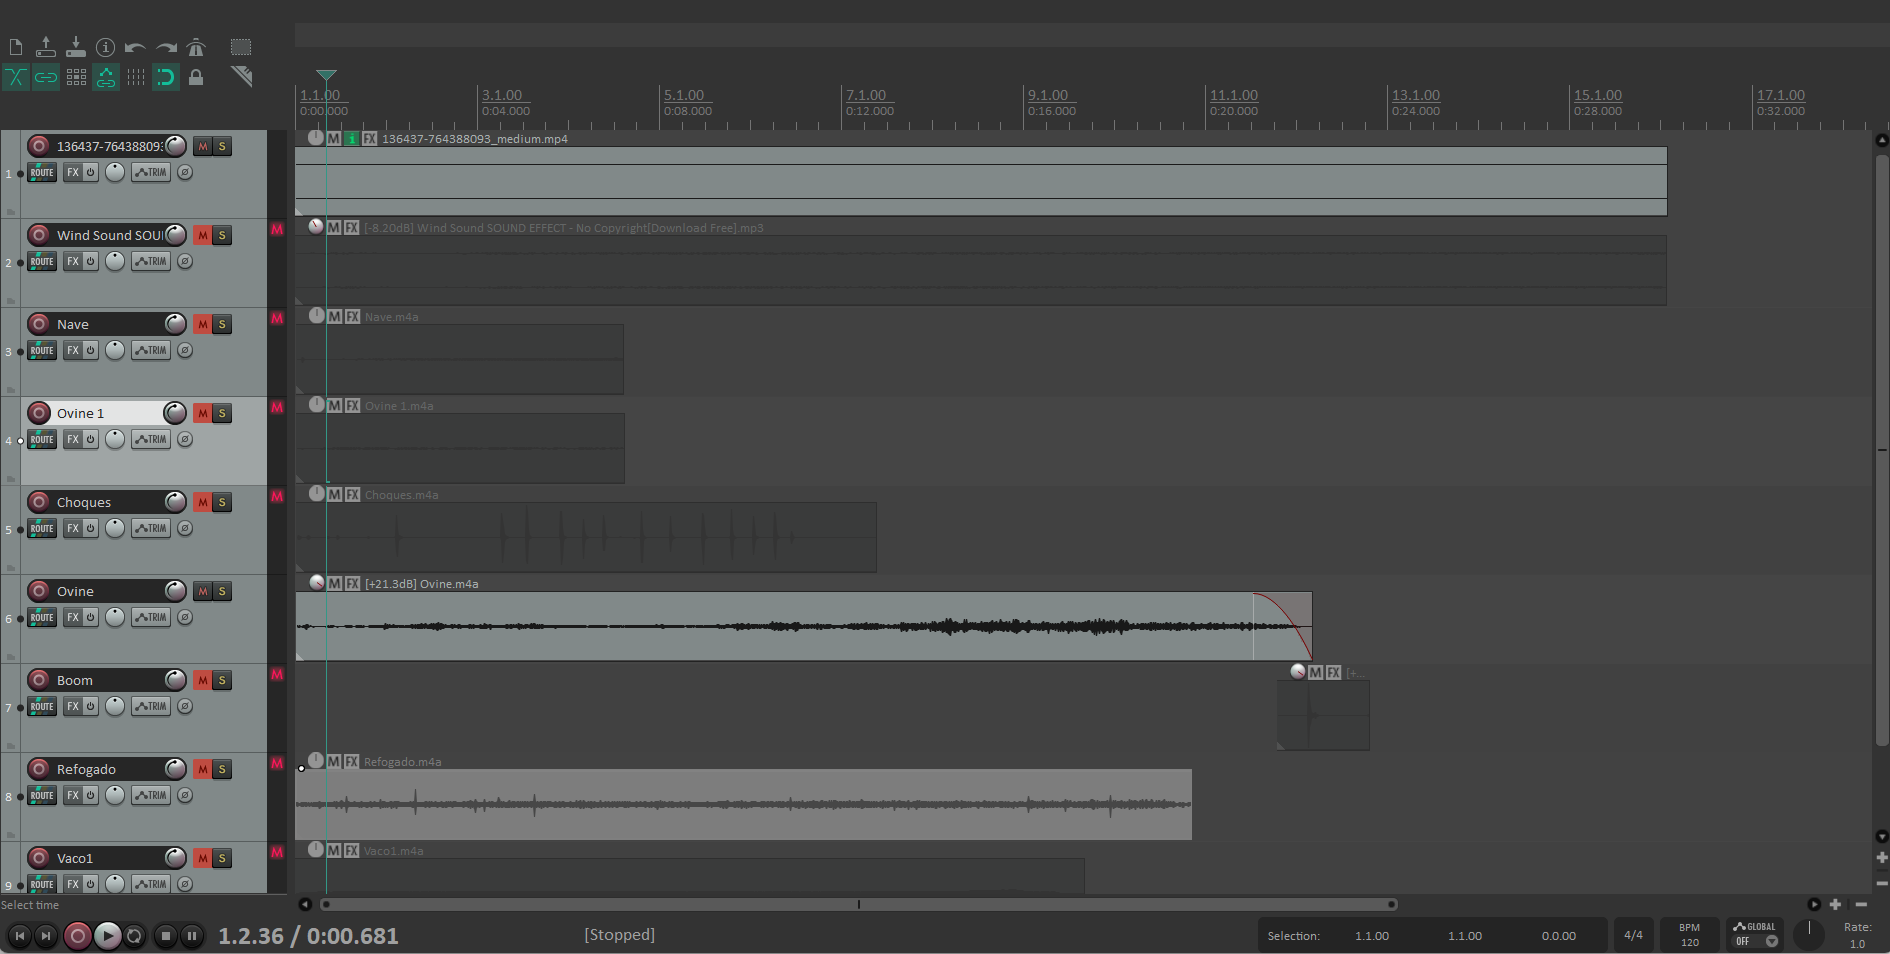 1.1.00 3.1.00 5.1.00 7.1.00 9.1.00 11.1.00 13.1.00 15.1.00 17.1.00
0:00.000 0:04.000 0:08.000 0:12.000 0:16.000 0:20.000 0:24.000 0:28.000 0:32.000
136437-764388093 M S
M i FX 136437-764388093_medium.mp4
1 ROUTE FX TRIM Ø
Wind Sound SOU M S M
M FX [-8.20dB] Wind Sound SOUND EFFECT - No Copyright[Download Free].mp3
2 ROUTE FX TRIM Ø
Nave M S M
M FX Nave.m4a
3 ROUTE FX TRIM Ø
Ovine 1 M S M
M FX Ovine 1.m4a
4 ROUTE FX TRIM Ø
Choques M S M
M FX Choques.m4a
5 ROUTE FX TRIM Ø
Ovine M S
M FX [+21.3dB] Ovine.m4a
6 ROUTE FX TRIM Ø
Boom M S M
M FX [+...
7 ROUTE FX TRIM Ø
Refogado M S M
M FX Refogado.m4a
8 ROUTE FX TRIM Ø
Vaco1 M S M
M FX Vaco1.m4a
9 ROUTE FX TRIM Ø
Select time
1.2.36 / 0:00.681 [Stopped] Selection: 1.1.00 1.1.00 0.0.00 4/4
BPM
120
GLOBAL
OFF
Rate:
1.0